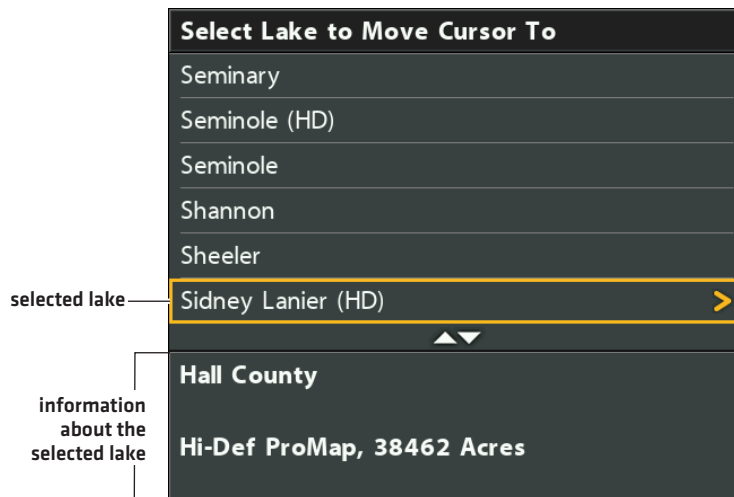 Select Lake to Move Cursor To
Seminary
Seminole (HD)
Seminole
Shannon
Sheeler
selected lake
Sidney Lanier (HD)
Hall County
information
about the
selected lake
Hi-Def ProMap, 38462 Acres